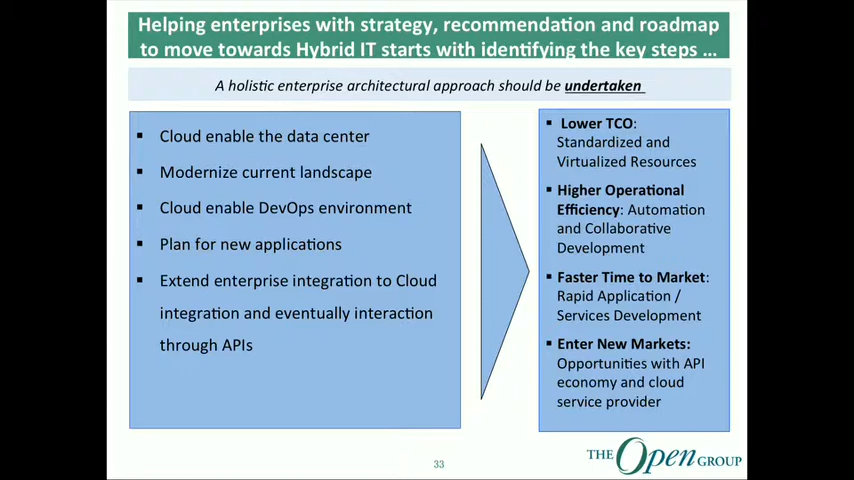 Helping enterprises with strategy, recommendation and roadmap
to move towards Hybrid IT starts with identifying the key steps …
A holistic enterprise architectural approach should be undertaken
▪ Cloud enable the data center
▪ Modernize current landscape
▪ Cloud enable DevOps environment
▪ Plan for new applications
▪ Extend enterprise integration to Cloud
integration and eventually interaction
through APIs
▪ Lower TCO:
Standardized and
Virtualized Resources
▪ Higher Operational
Efficiency: Automation
and Collaborative
Development
▪ Faster Time to Market:
Rapid Application /
Services Development
▪ Enter New Markets:
Opportunities with API
economy and cloud
service provider
33
THE Open GROUP